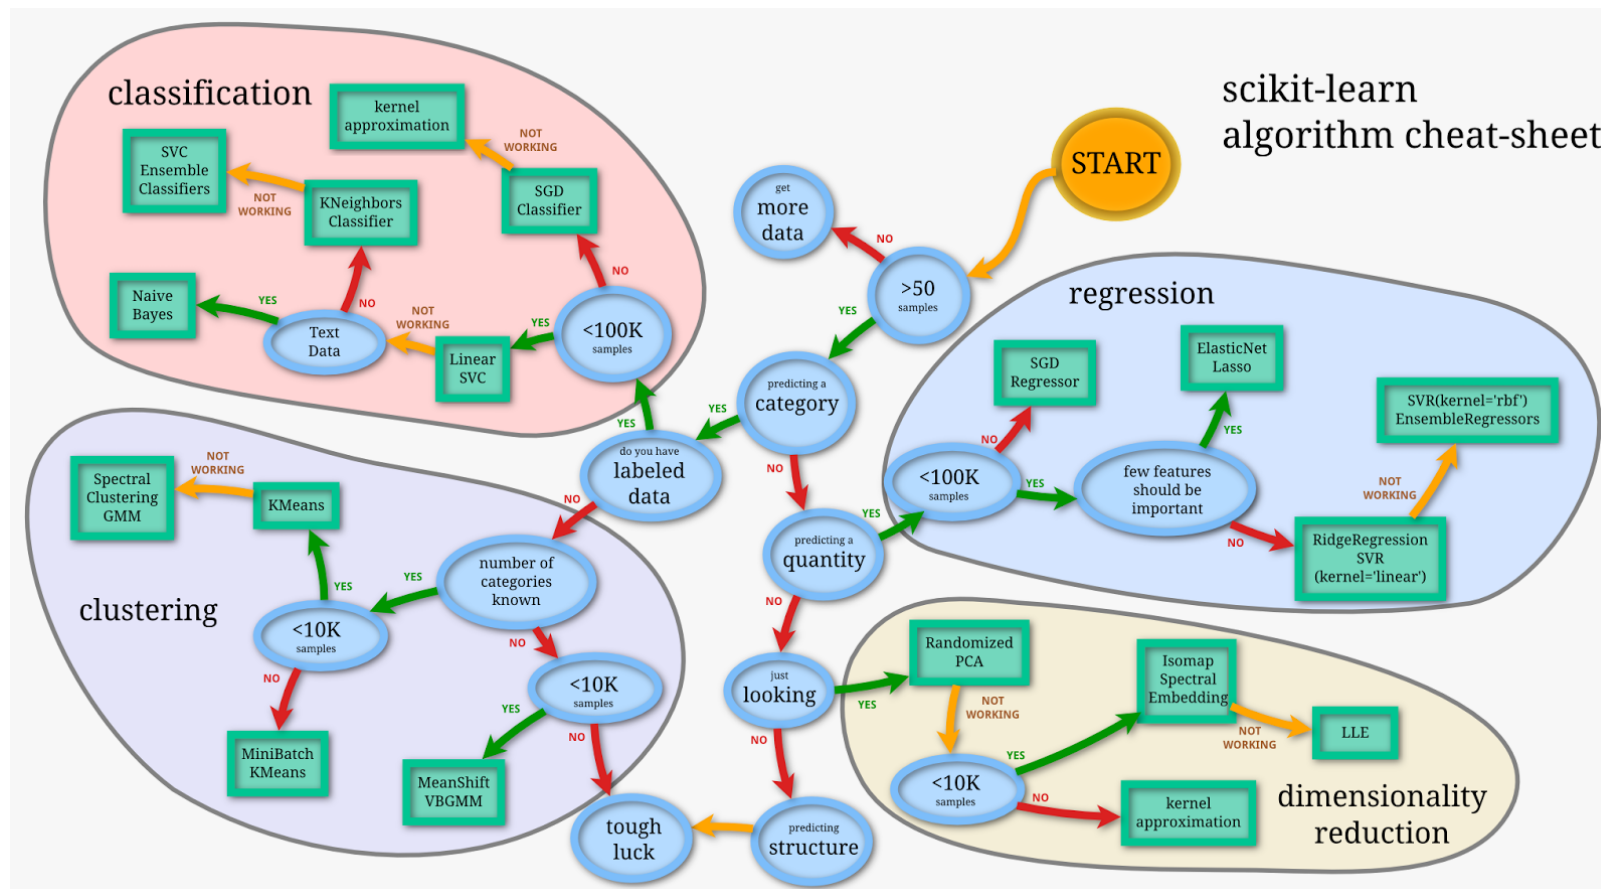 scikit-learn
algorithm cheat-sheet
START
classification
kernel
approximation
NOT
WORKING
SVC
Ensemble
Classifiers
NOT
WORKING
KNeighbors
Classifier
SGD
Classifier
NO
Naive
Bayes
YES
NO
Text
Data
NOT
WORKING
Linear
SVC
YES
<100K
samples
YES
get
more
data
NO
>50
samples
YES
predicting a
category
YES
NO
do you have
labeled
data
NO
predicting a
quantity
YES
NO
just
looking
YES
NO
predicting
structure
tough
luck
regression
SGD
Regressor
NO
<100K
samples
YES
ElasticNet
Lasso
YES
few features
should be
important
NO
SVR(kernel='rbf')
EnsembleRegressors
NOT
WORKING
RidgeRegression
SVR
(kernel='linear')
clustering
Spectral
Clustering
GMM
NOT
WORKING
KMeans
YES
<10K
samples
NO
MiniBatch
KMeans
YES
number of
categories
known
NO
<10K
samples
YES
NO
MeanShift
VBGMM
dimensionality
reduction
Randomized
PCA
NOT
WORKING
<10K
samples
YES
NO
Isomap
Spectral
Embedding
NOT
WORKING
LLE
kernel
approximation